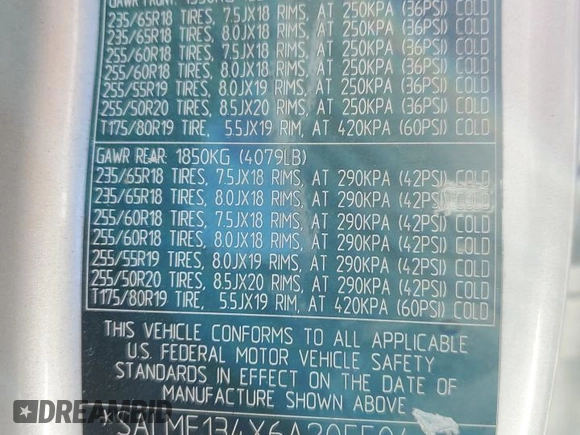 235/65R18 TIRES, 7.5JX18 RIMS, AT 250KPA (36PSI) COLD
235/65R18 TIRES, 8.0JX18 RIMS, AT 250KPA (36PSI) COLD
255/60R18 TIRES, 7.5JX18 RIMS, AT 250KPA (36PSI) COLD
255/60R18 TIRES, 8.0JX18 RIMS, AT 250KPA (36PSI) COLD
255/55R19 TIRES, 8.0JX19 RIMS, AT 250KPA (36PSI) COLD
255/50R20 TIRES, 8.5JX20 RIMS, AT 250KPA (36PSI) COLD
T175/80R19 TIRE, 5.5JX19 RIM, AT 420KPA (60PSI) COLD
GAWR REAR: 1850KG (4079LB)
235/65R18 TIRES, 7.5JX18 RIMS, AT 290KPA (42PSI) COLD
235/65R18 TIRES, 8.0JX18 RIMS, AT 290KPA (42PSI) COLD
255/60R18 TIRES, 7.5JX18 RIMS, AT 290KPA (42PSI) COLD
255/60R18 TIRES, 8.0JX18 RIMS, AT 290KPA (42PSI) COLD
255/55R19 TIRES, 8.0JX19 RIMS, AT 290KPA (42PSI) COLD
255/50R20 TIRES, 8.5JX20 RIMS, AT 290KPA (42PSI) COLD
T175/80R19 TIRE, 5.5JX19 RIM, AT 420KPA (60PSI) COLD
THIS VEHICLE CONFORMS TO ALL APPLICABLE
U.S. FEDERAL MOTOR VEHICLE SAFETY
STANDARDS IN EFFECT ON THE DATE OF
MANUFACTURE SHOWN ABOVE.
DIRECT IMPORT